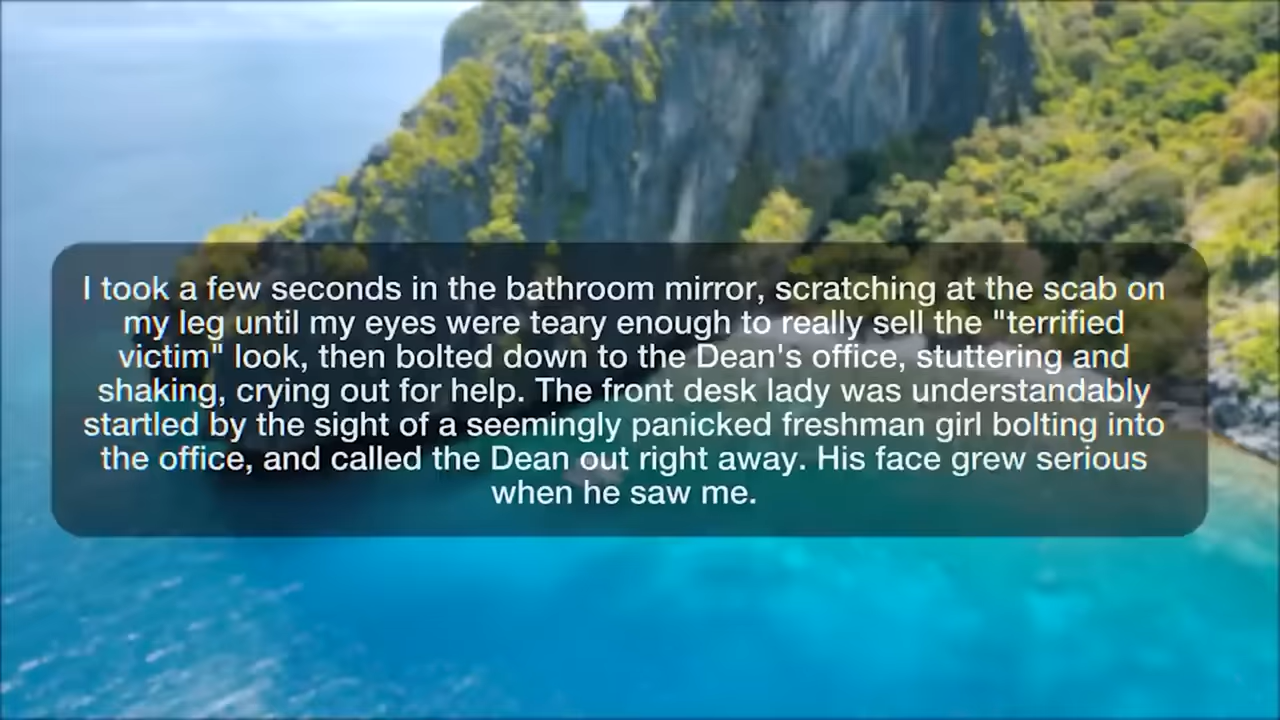 I took a few seconds in the bathroom mirror, scratching at the scab on
my leg until my eyes were teary enough to really sell the "terrified
victim" look, then bolted down to the Dean's office, stuttering and
shaking, crying out for help. The front desk lady was understandably
startled by the sight of a seemingly panicked freshman girl bolting into
the office, and called the Dean out right away. His face grew serious
when he saw me.